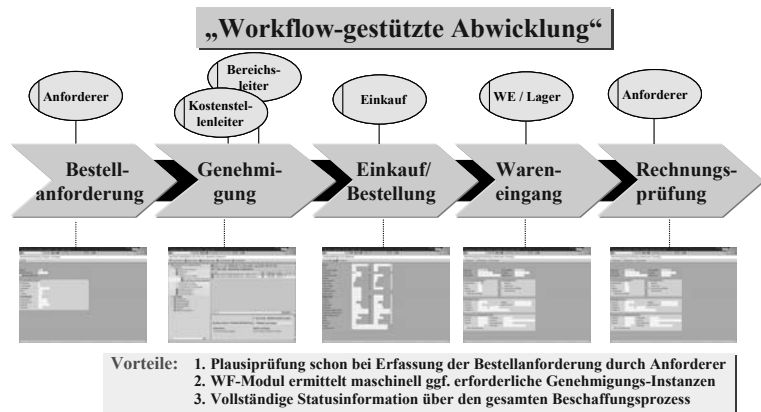 „Workflow-gestützte Abwicklung“
Anforderer
Bereichs-
leiter
Kostenstel-
lenleiter
Einkauf
WE / Lager
Anforderer
Bestell-
anforderung
Genehmi-
gung
Einkauf/
Bestellung
Waren-
eingang
Rechnungs-
prüfung
Vorteile: 1. Plausiprüfung schon bei Erfassung der Bestellanforderung durch Anforderer
2. WF-Modul ermittelt maschinell ggf. erforderliche Genehmigungs-Instanzen
3. Vollständige Statusinformation über den gesamten Beschaffungsprozess